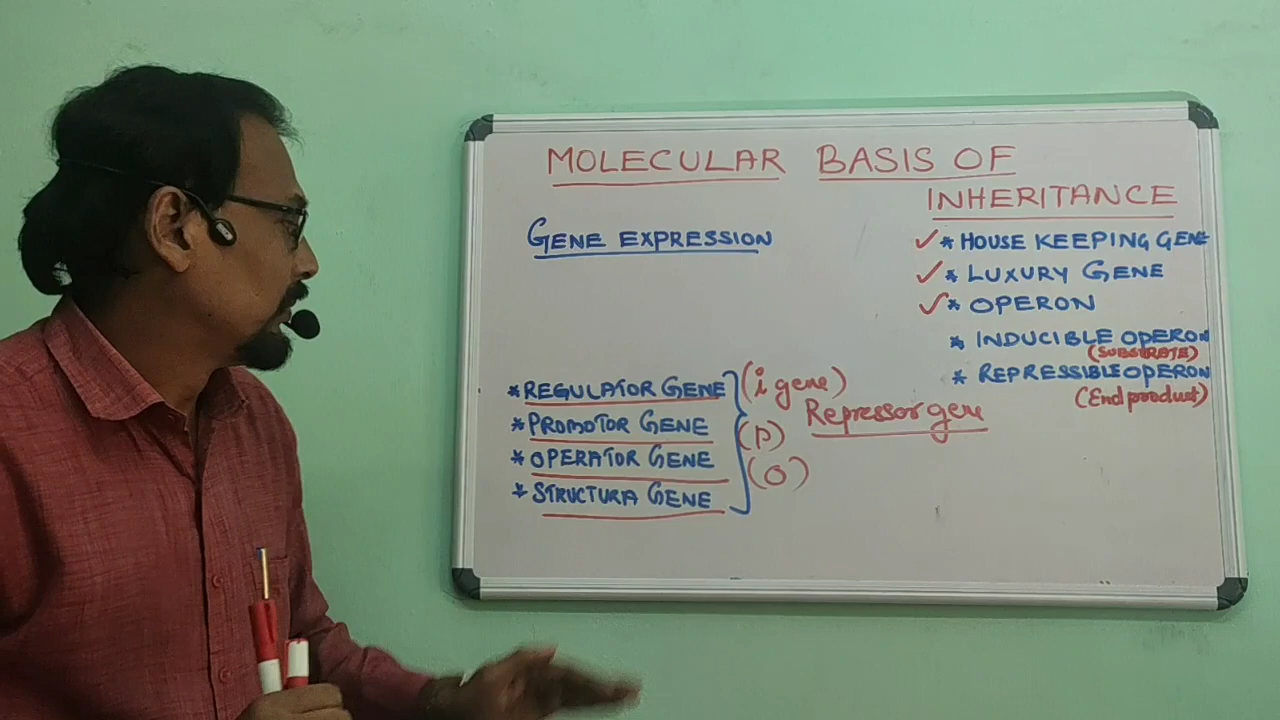 MOLECULAR BASIS OF
INHERITANCE
GENE EXPRESSION
✓ * HOUSE KEEPING GENE
✓ * LUXURY GENE
✓ * OPERON
* INDUCIBLE OPERON
(SUBSTRATE)
* REPRESSIBLE OPERON
(End product)
* REGULATOR GENE (i gene)
Repressor gene
* PROMOTOR GENE (P)
* OPERATOR GENE (O)
* STRUCTURA GENE